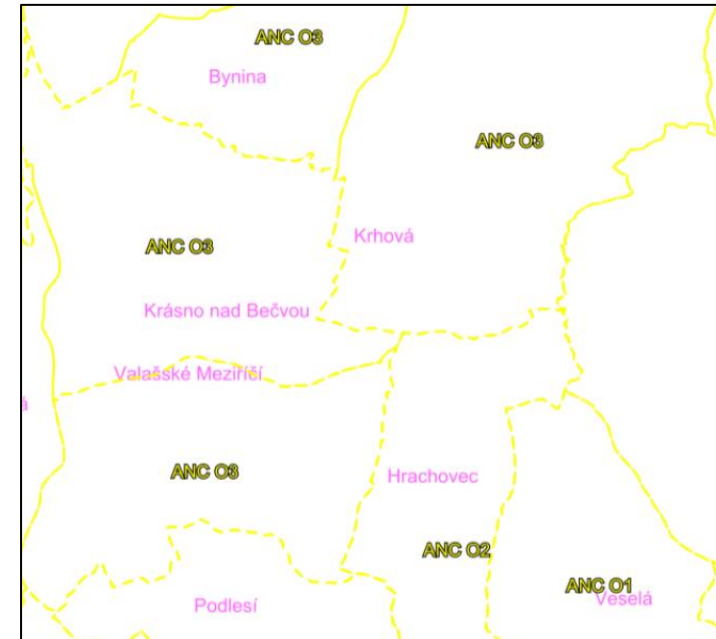 ANC O3
Bynina
ANC O3
Krhová
ANC O3
Krásno nad Bečvou
Valašské Meziříčí
á
ANC O3
Hrachovec
ANC O2
ANC O1
Veselá
Podlesí